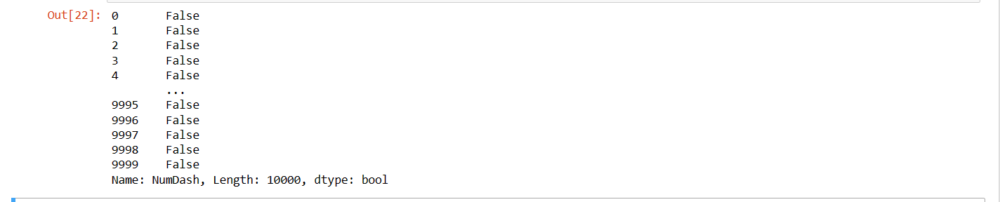 Out[22]: 0 False
1 False
2 False
3 False
4 False
...
9995 False
9996 False
9997 False
9998 False
9999 False
Name: NumDash, Length: 10000, dtype: bool